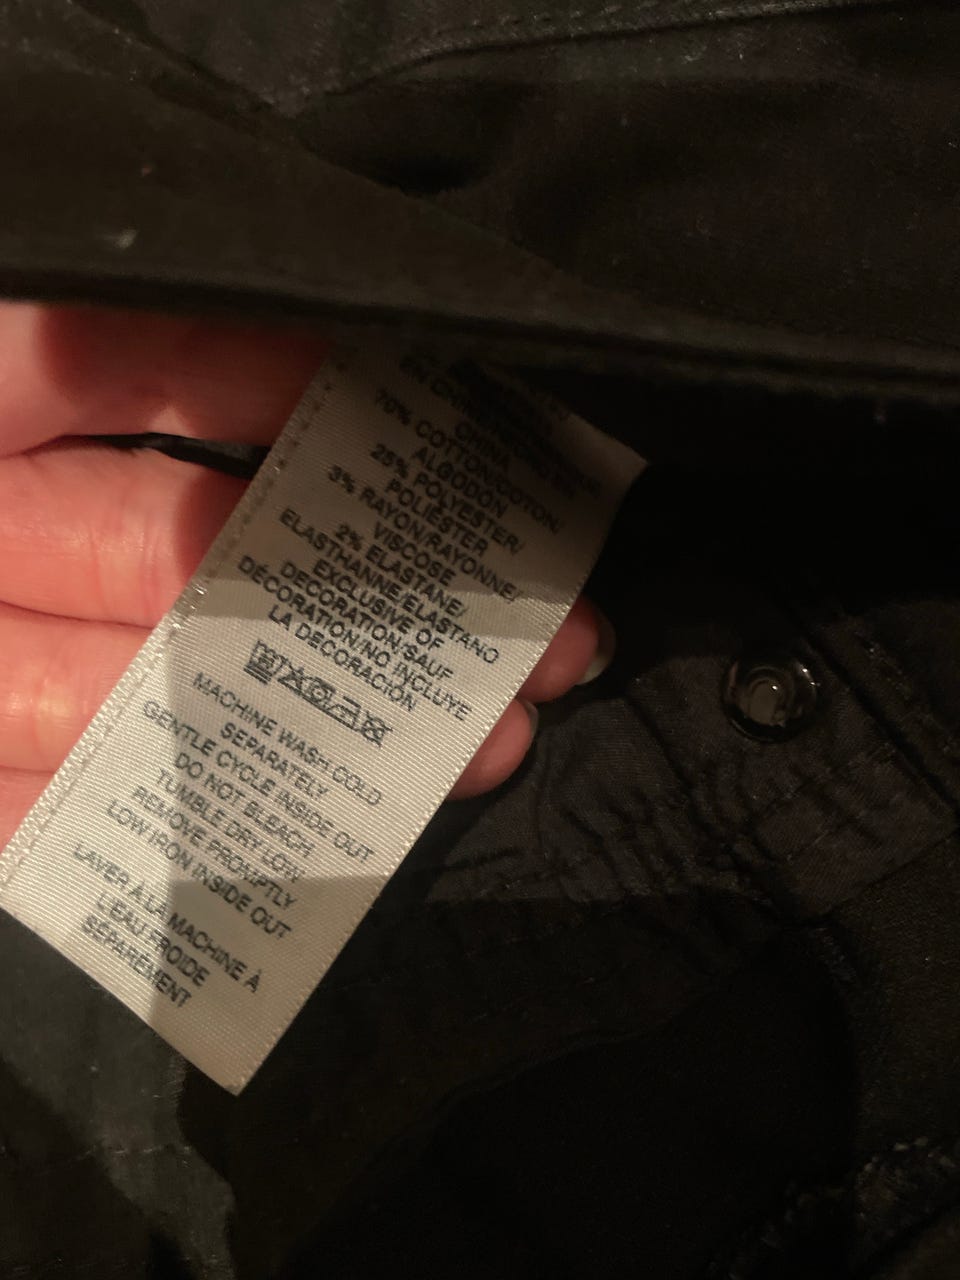 CHINA
70% COTTON/COTON/
ALGODÓN
25% POLYESTER/
POLIÉSTER
3% RAYON/RAYONNE/
VISCOSE
2% ELASTANE/
ELASTHANNE/ELASTANO
EXCLUSIVE OF
DECORATION/SAUF
DÉCORATION/NO INCLUYE
LA DECORACIÓN
MACHINE WASH COLD
SEPARATELY
GENTLE CYCLE INSIDE OUT
DO NOT BLEACH
TUMBLE DRY LOW
REMOVE PROMPTLY
LOW IRON INSIDE OUT
LAVER À LA MACHINE À
L'EAU FROIDE
SÉPARÉMENT